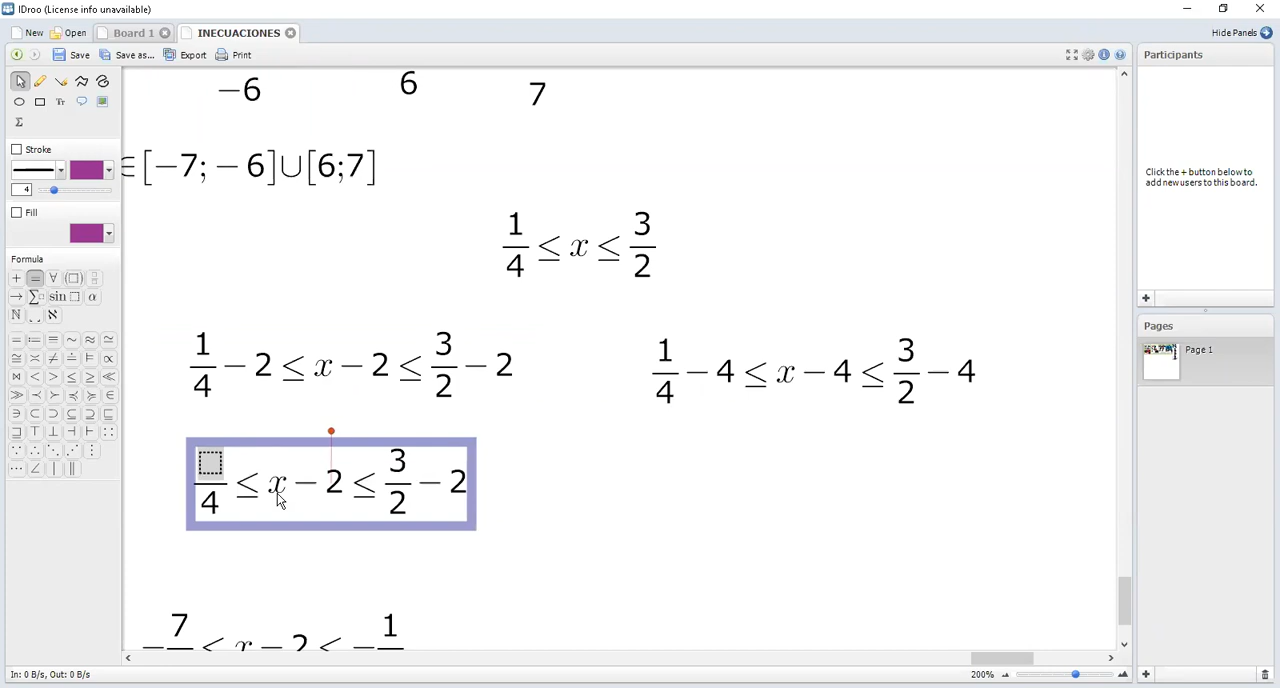 IDroo (License info unavailable)
New Open Board 1 INECUACIONES Hide Panels
Save Save as... Export Print
Participants
Click the + button below to
add new users to this board.
Stroke
4
Fill
Formula
+ = ∀ (□)
→ ∑ sin □ α
ℕ ℵ
−6 6 7
∈[−7; −6]∪[6;7]
1/4 ≤ x ≤ 3/2
1/4 − 2 ≤ x − 2 ≤ 3/2 − 2
1/4 − 4 ≤ x − 4 ≤ 3/2 − 4
□/4 ≤ x − 2 ≤ 3/2 − 2
−7/ ≤ x − 2 ≤ −1/
Pages
Page 1
In: 0 B/s, Out: 0 B/s
200%